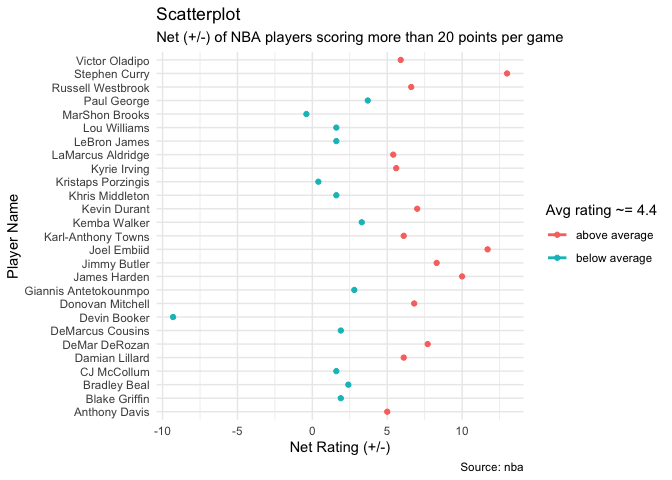 Scatterplot
Net (+/-) of NBA players scoring more than 20 points per game
Player Name
Victor Oladipo
Stephen Curry
Russell Westbrook
Paul George
MarShon Brooks
Lou Williams
LeBron James
LaMarcus Aldridge
Kyrie Irving
Kristaps Porzingis
Khris Middleton
Kevin Durant
Kemba Walker
Karl-Anthony Towns
Joel Embiid
Jimmy Butler
James Harden
Giannis Antetokounmpo
Donovan Mitchell
Devin Booker
DeMarcus Cousins
DeMar DeRozan
Damian Lillard
CJ McCollum
Bradley Beal
Blake Griffin
Anthony Davis
-10 -5 0 5 10
Net Rating (+/-)
Avg rating ~= 4.4
above average
below average
Source: nba